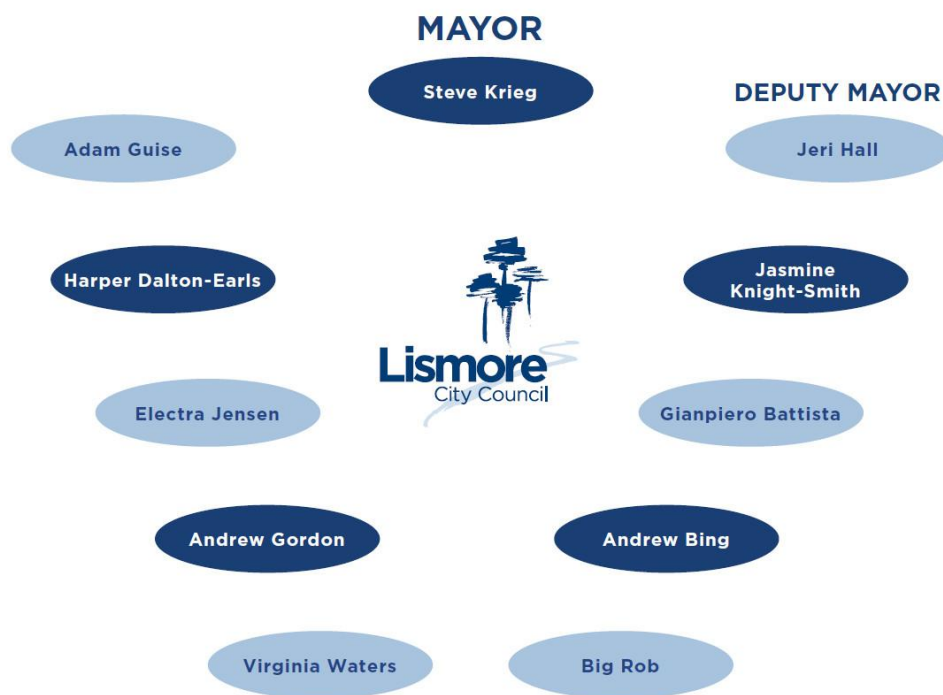 MAYOR
Steve Krieg
DEPUTY MAYOR
Adam Guise
Jeri Hall
Harper Dalton-Earls
Jasmine
Knight-Smith
Lismore
City Council
Electra Jensen
Gianpiero Battista
Andrew Gordon
Andrew Bing
Virginia Waters
Big Rob